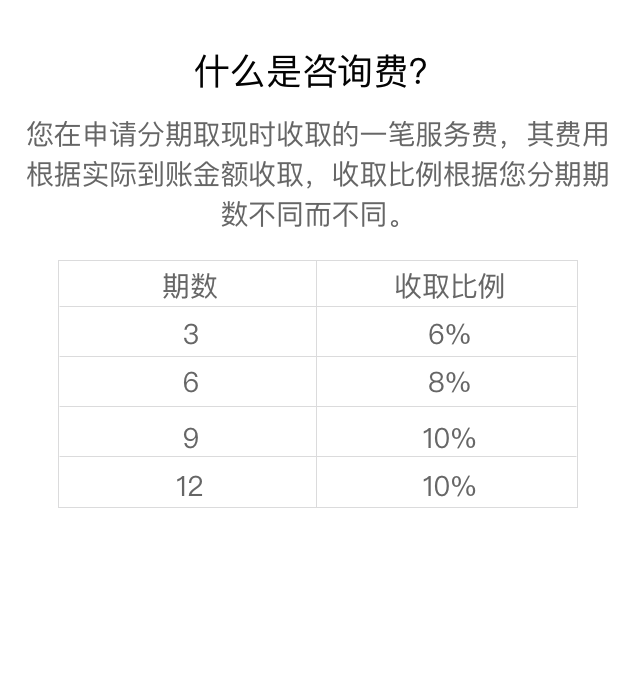 什么是咨询费？
您在申请分期取现时收取的一笔服务费，其费用
根据实际到账金额收取，收取比例根据您分期期
数不同而不同。
期数 收取比例
3 6%
6 8%
9 10%
12 10%